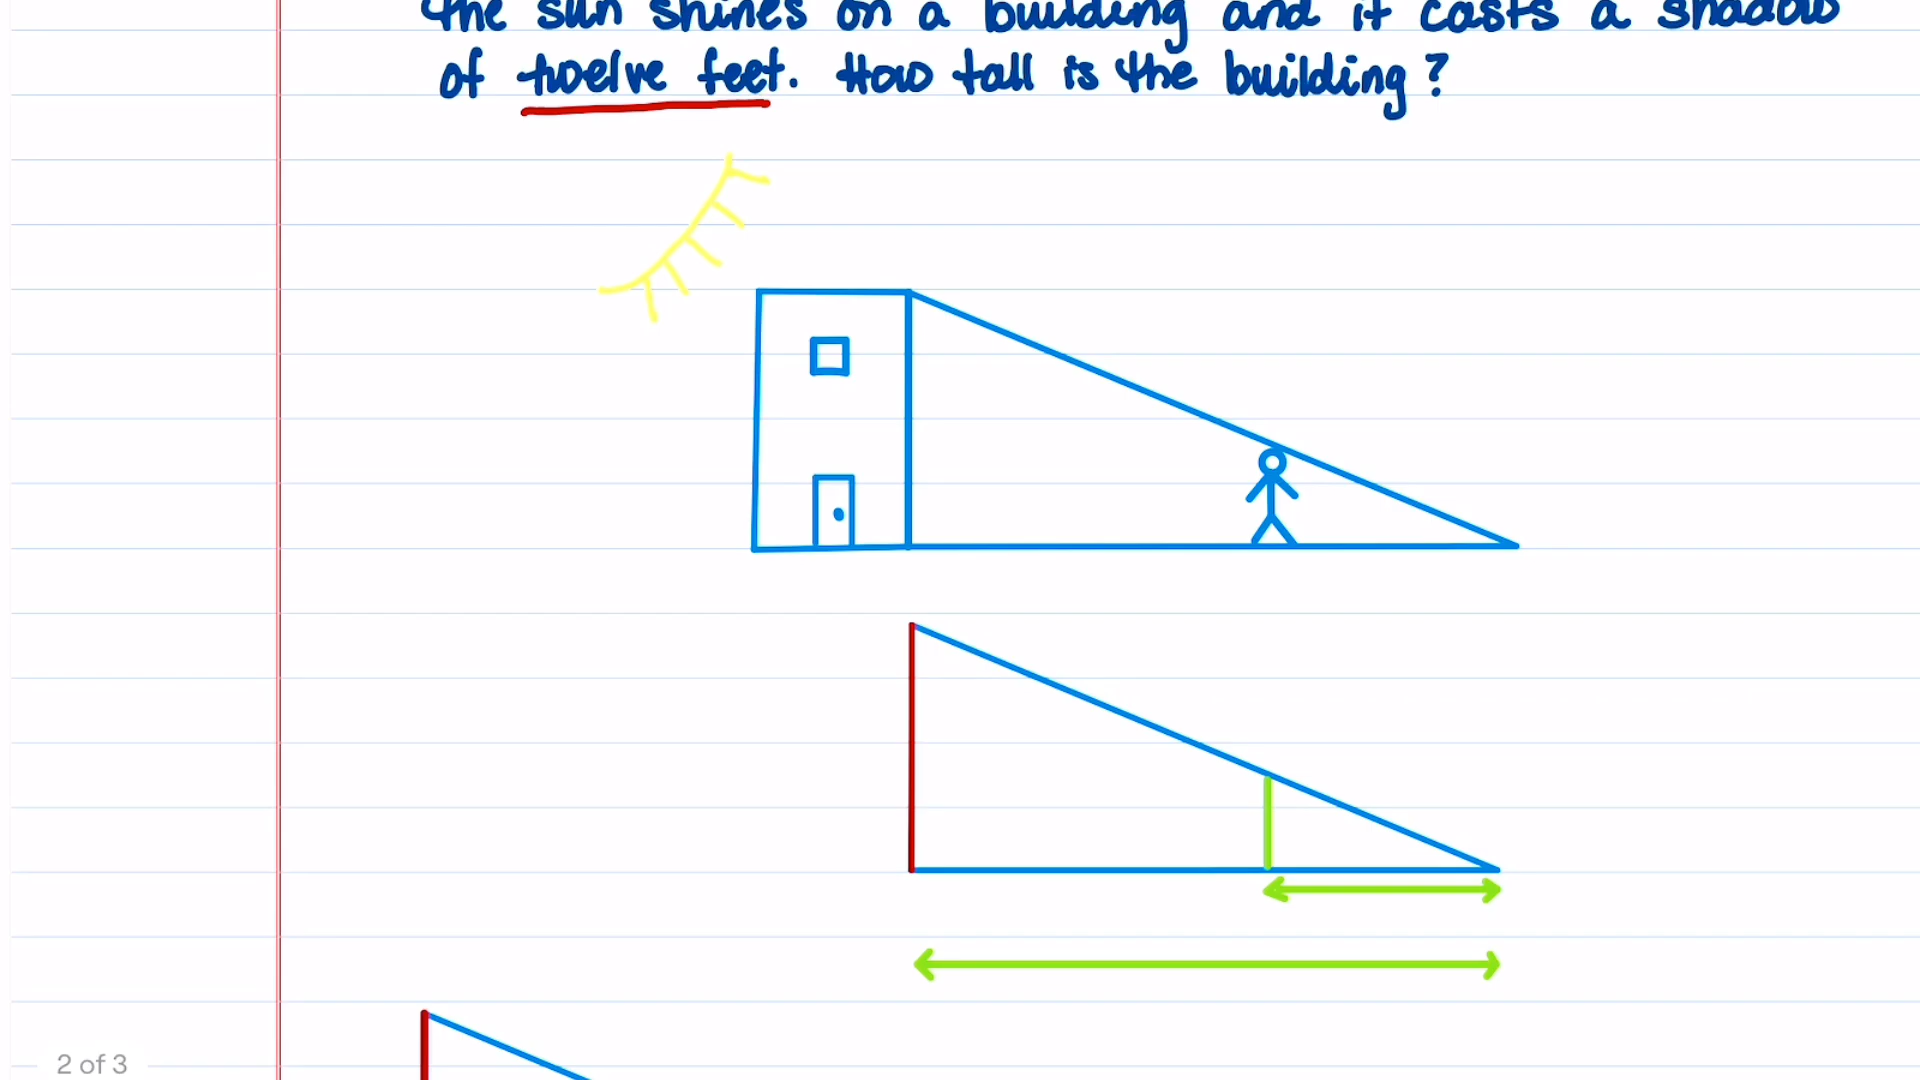 the sun shines on a building and it casts a shadow
of twelve feet. How tall is the building?
2 of 3